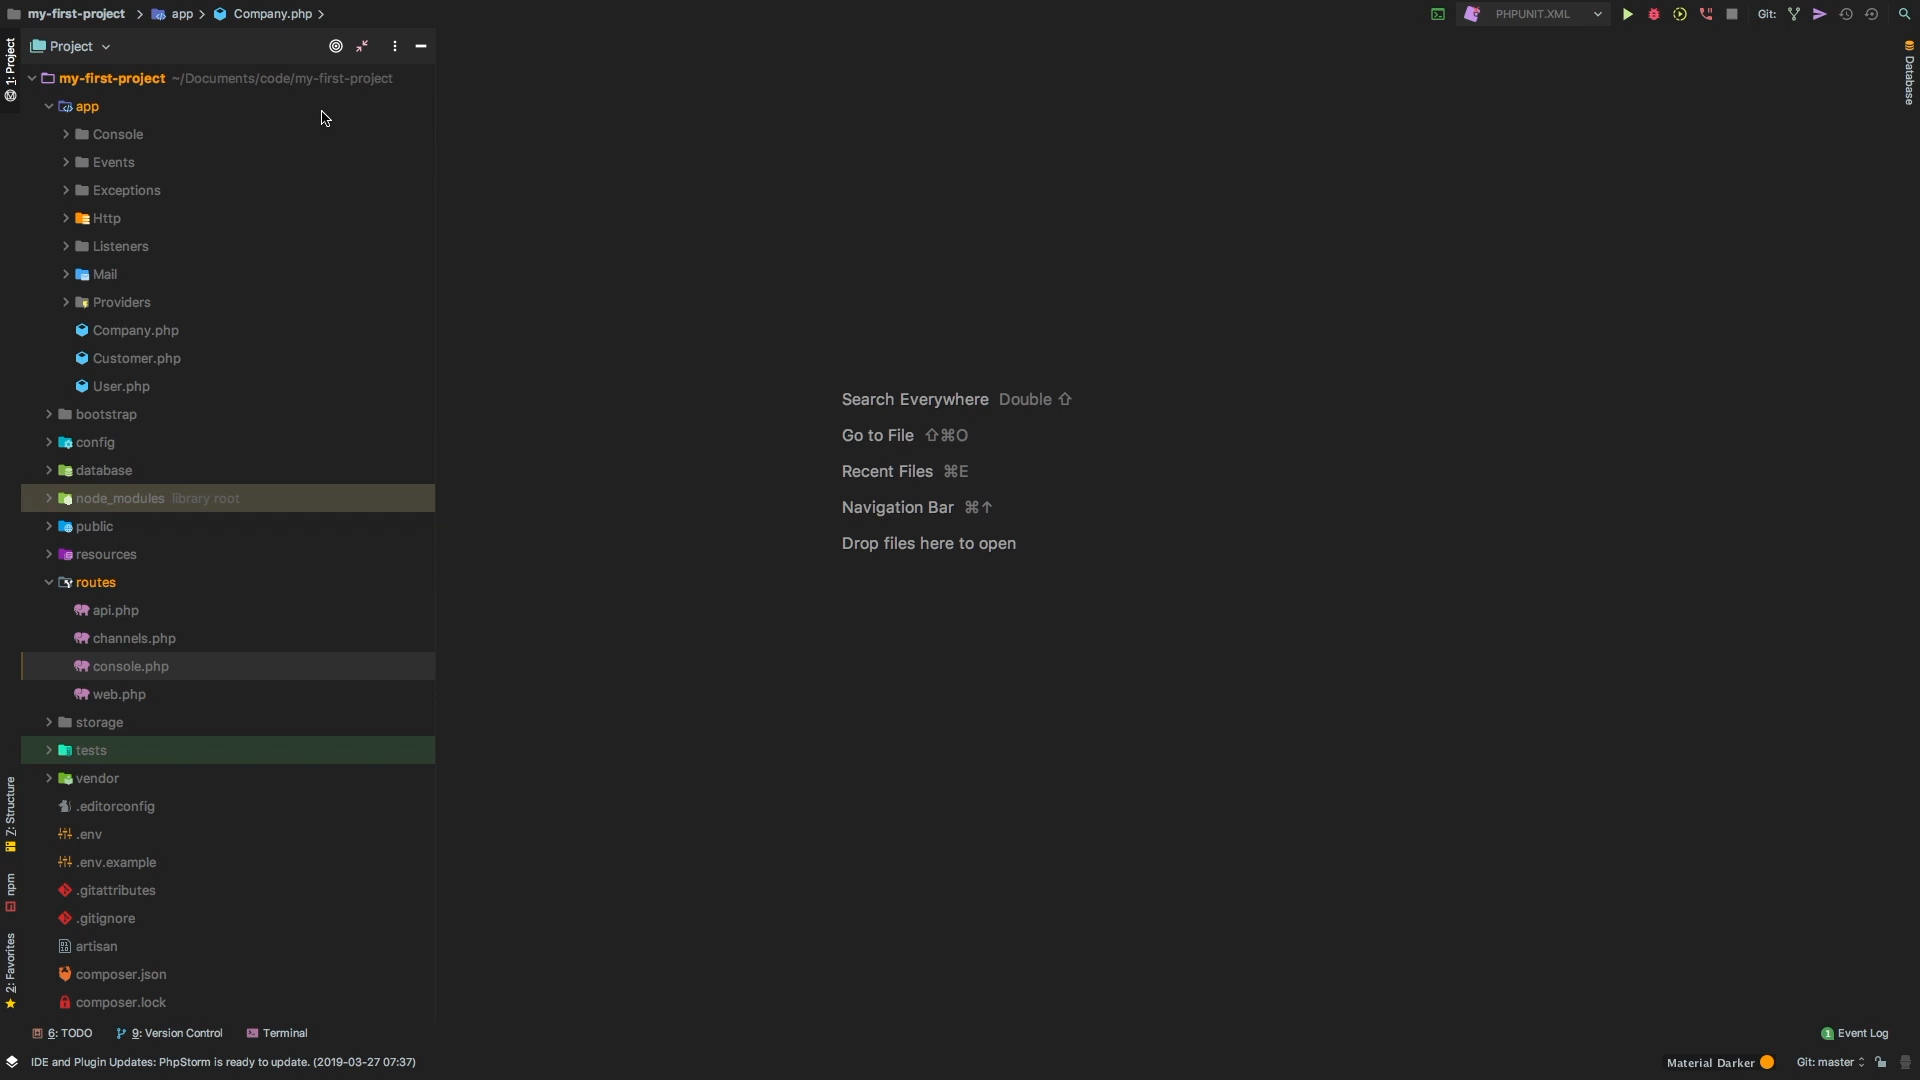 my-first-project app Company.php
PHPUNIT.XML Git:
1: Project
Project
my-first-project ~/Documents/code/my-first-project
app
Console
Events
Exceptions
Http
Listeners
Mail
Providers
Company.php
Customer.php
User.php
bootstrap
config
database
node_modules library root
public
resources
routes
api.php
channels.php
console.php
web.php
storage
tests
vendor
.editorconfig
.env
.env.example
.gitattributes
.gitignore
artisan
composer.json
composer.lock
Z: Structure
npm
2: Favorites
Search Everywhere Double ⇧
Go to File ⇧⌘O
Recent Files ⌘E
Navigation Bar ⌘↑
Drop files here to open
Database
6: TODO 9: Version Control Terminal
1 Event Log
IDE and Plugin Updates: PhpStorm is ready to update. (2019-03-27 07:37)
Material Darker Git: master